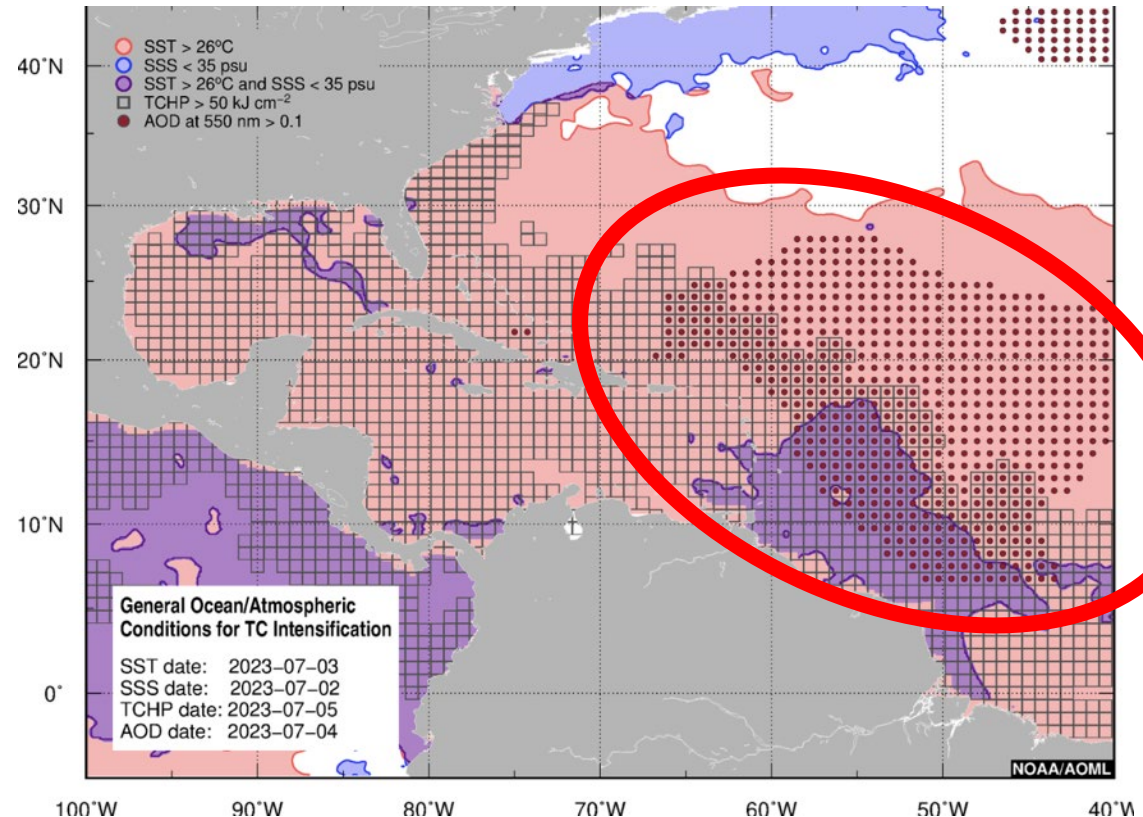 SST > 26°C
SSS < 35 psu
SST > 26°C and SSS < 35 psu
TCHP > 50 kJ cm⁻²
AOD at 550 nm > 0.1
40°N
30°N
20°N
10°N
0°
General Ocean/Atmospheric
Conditions for TC Intensification
SST date: 2023–07–03
SSS date: 2023–07–02
TCHP date: 2023–07–05
AOD date: 2023–07–04
NOAA/AOML
100°W 90°W 80°W 70°W 60°W 50°W 40°W